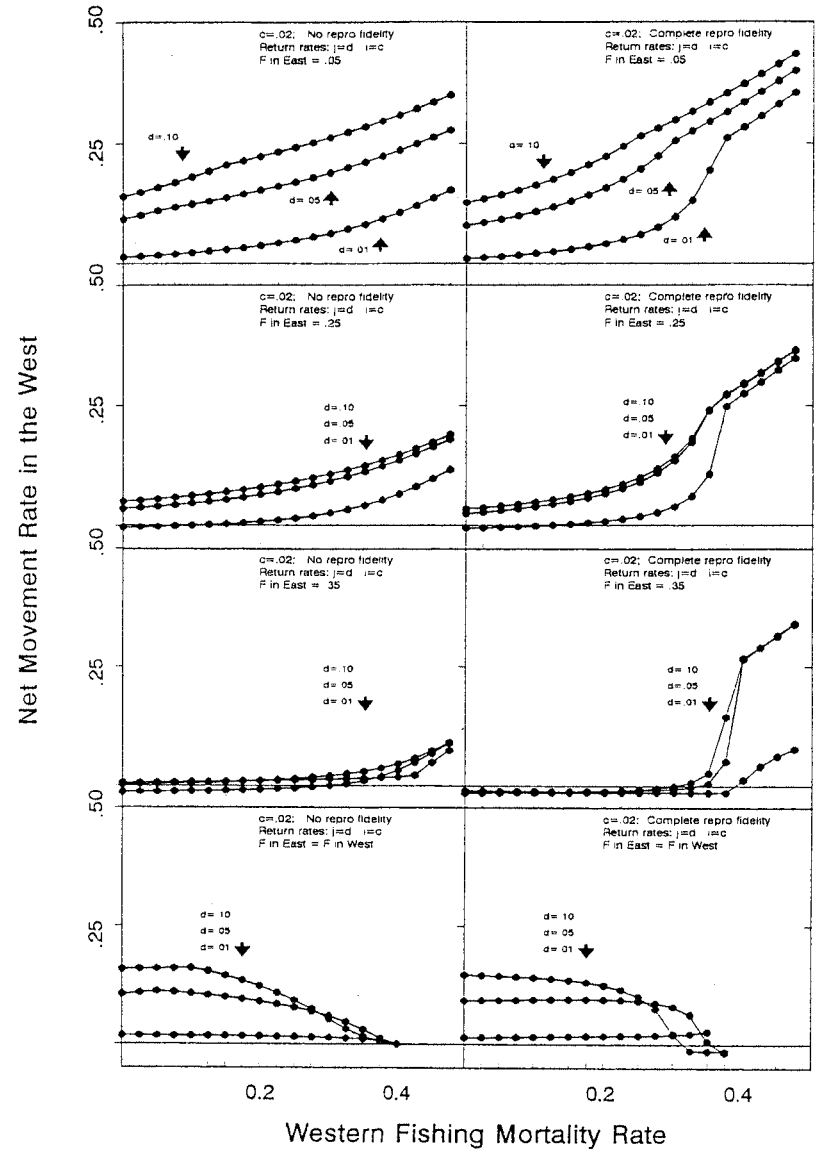 .50
c=.02; No repro fidelity
Return rates: j=d i=c
F in East = .05
d=.10
.25
d=.05
d=.01
c=.02; Complete repro fidelity
Return rates: j=d i=c
F in East = .05
d=.10
d=.05
d=.01
.50
c=.02; No repro fidelity
Return rates: j=d i=c
F in East = .25
.25
d=.10
d=.05
d=.01
c=.02; Complete repro fidelity
Return rates: j=d i=c
F in East = .25
d=.10
d=.05
d=.01
.50
c=.02; No repro fidelity
Return rates: j=d i=c
F in East = .35
.25
d=.10
d=.05
d=.01
c=.02; Complete repro fidelity
Return rates: j=d i=c
F in East = .35
d=.10
d=.05
d=.01
.50
c=.02; No repro fidelity
Return rates: j=d i=c
F in East = F in West
.25
d=.10
d=.05
d=.01
c=.02; Complete repro fidelity
Return rates: j=d i=c
F in East = F in West
d=.10
d=.05
d=.01
0.2
0.4
0.2
0.4
Net Movement Rate in the West
Western Fishing Mortality Rate